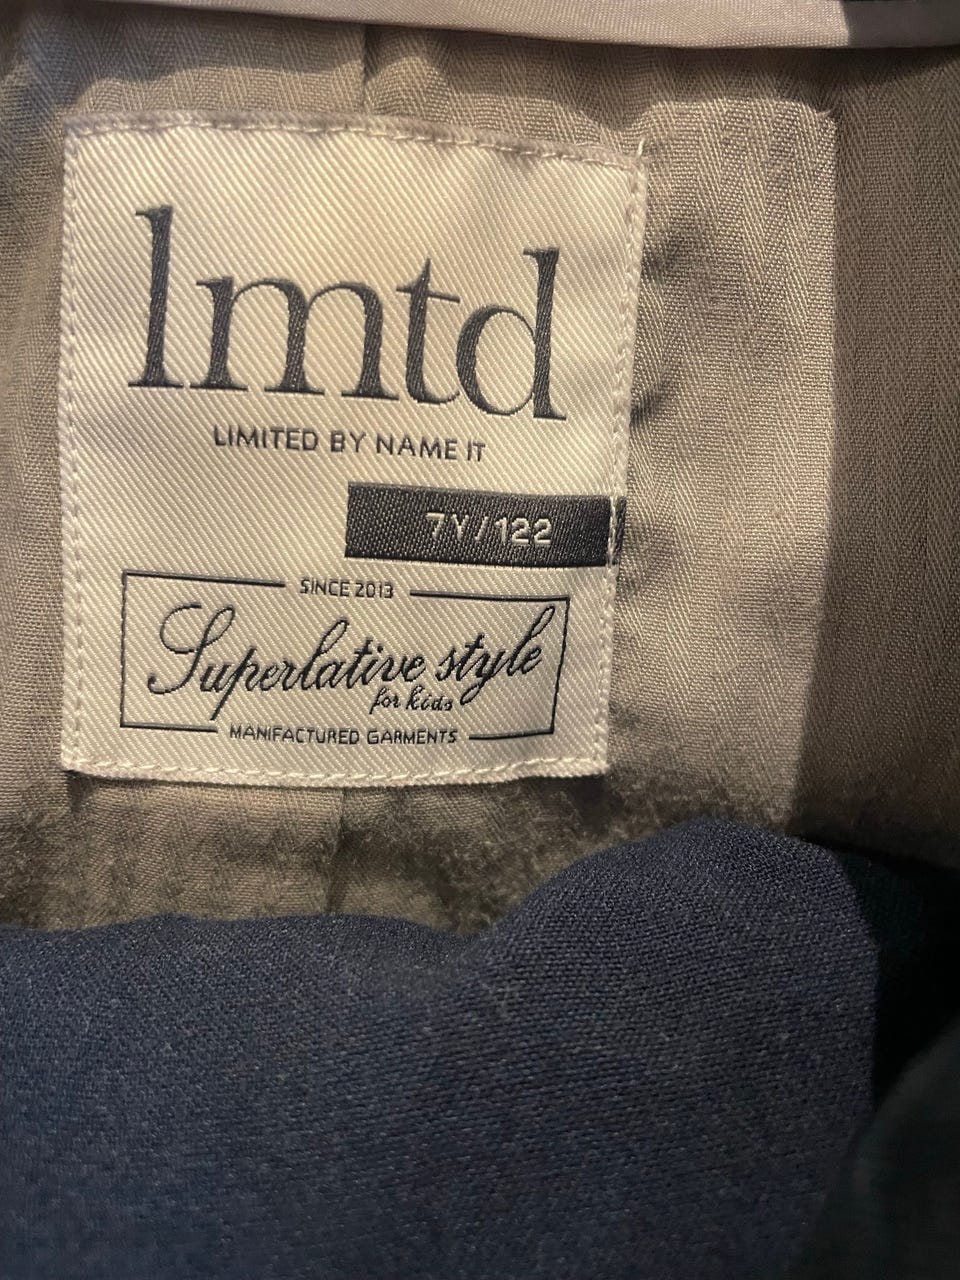 lmtd
LIMITED BY NAME IT
7Y/122
SINCE 2013
Superlative style
for kids
MANIFACTURED GARMENTS